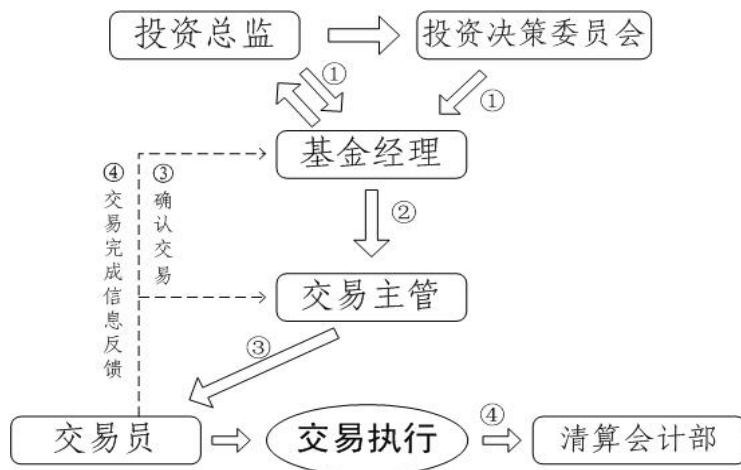 投资总监
投资决策委员会
①
①
基金经理
④交易完成信息反馈
③确认交易
②
交易主管
③
交易员
交易执行
④
清算会计部